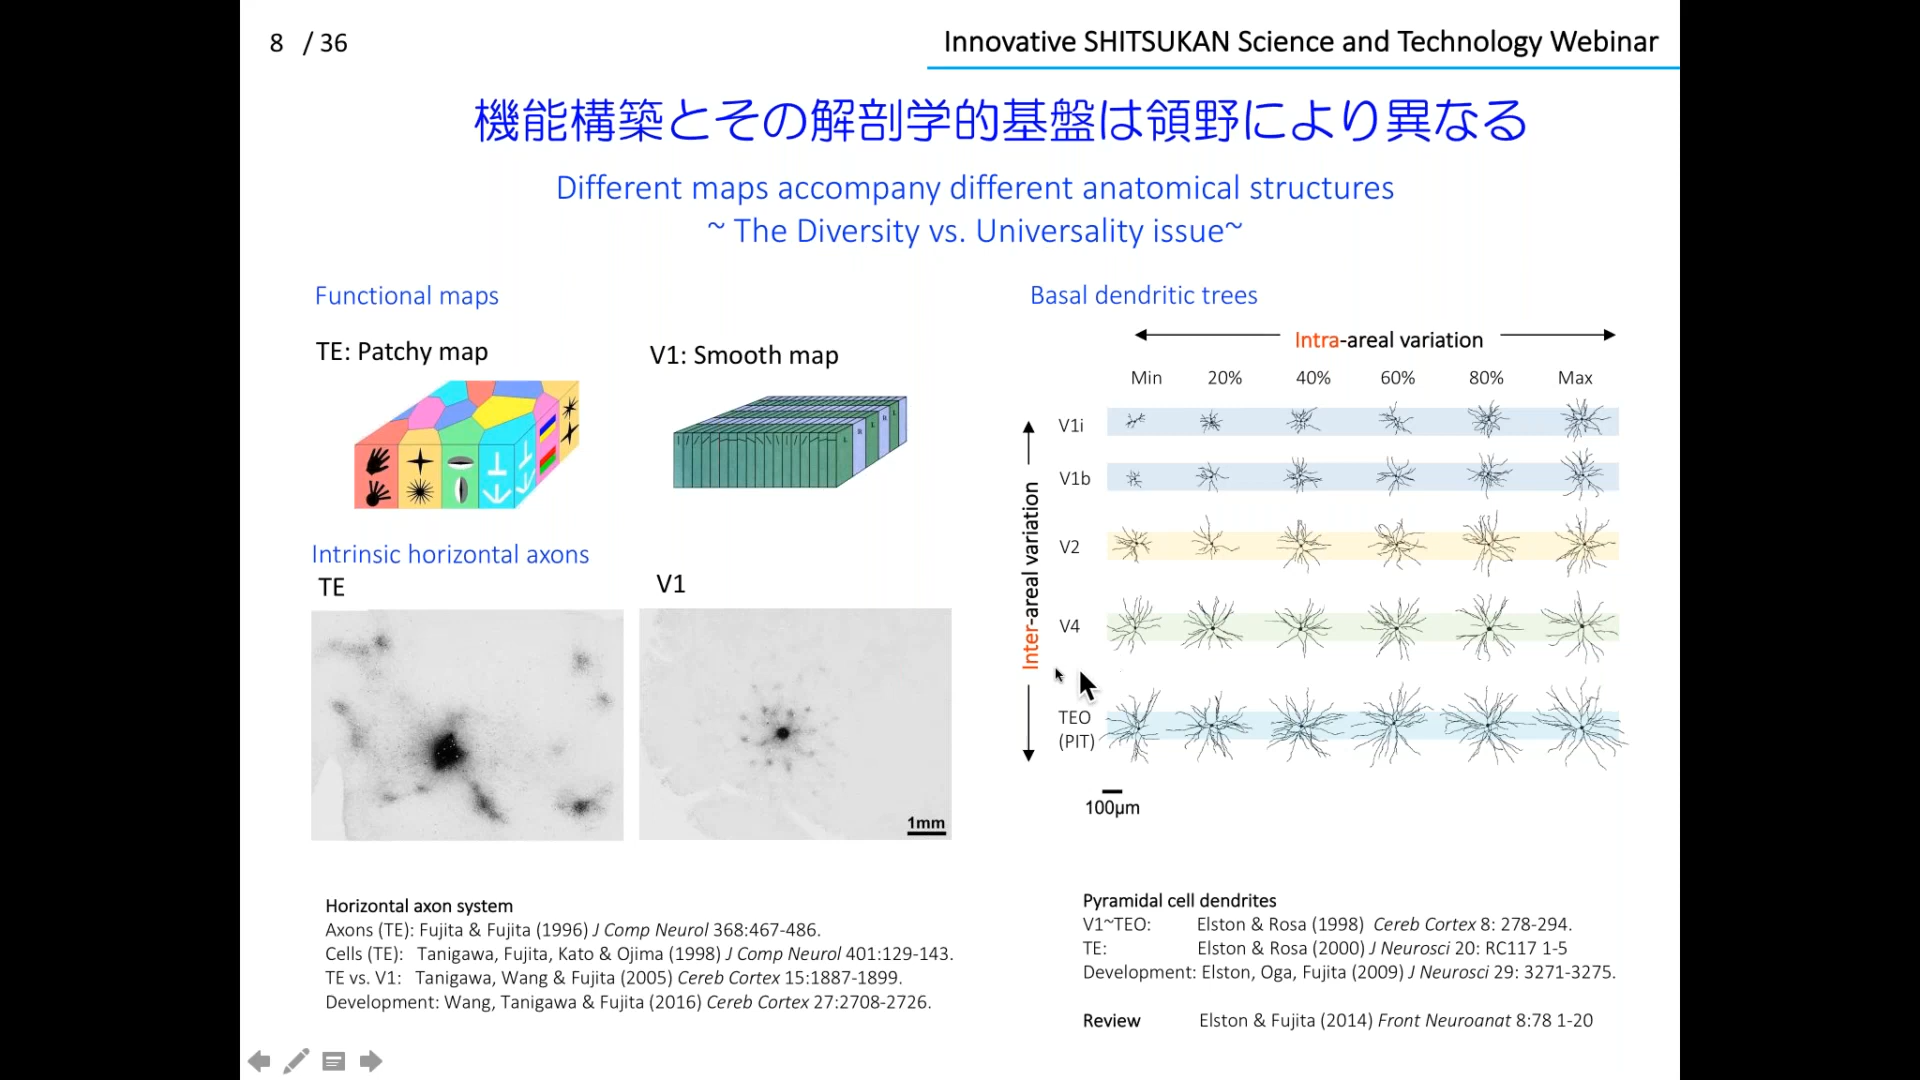 8 / 36
Innovative SHITSUKAN Science and Technology Webinar
機能構築とその解剖学的基盤は領野により異なる
Different maps accompany different anatomical structures
~ The Diversity vs. Universality issue~
Functional maps
TE: Patchy map
V1: Smooth map
L
R
L
R
L
Intrinsic horizontal axons
TE
V1
1mm
Basal dendritic trees
Intra-areal variation
Min 20% 40% 60% 80% Max
Inter-areal variation
V1i
V1b
V2
V4
TEO
(PIT)
100μm
Horizontal axon system
Axons (TE): Fujita & Fujita (1996) J Comp Neurol 368:467-486.
Cells (TE): Tanigawa, Fujita, Kato & Ojima (1998) J Comp Neurol 401:129-143.
TE vs. V1: Tanigawa, Wang & Fujita (2005) Cereb Cortex 15:1887-1899.
Development: Wang, Tanigawa & Fujita (2016) Cereb Cortex 27:2708-2726.
Pyramidal cell dendrites
V1~TEO: Elston & Rosa (1998) Cereb Cortex 8: 278-294.
TE: Elston & Rosa (2000) J Neurosci 20: RC117 1-5
Development: Elston, Oga, Fujita (2009) J Neurosci 29: 3271-3275.
Review Elston & Fujita (2014) Front Neuroanat 8:78 1-20